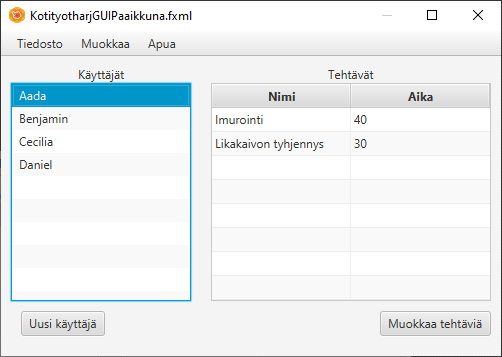 KotityotharjGUIPaaikkuna.fxml
Tiedosto Muokkaa Apua
Käyttäjät
Aada
Benjamin
Cecilia
Daniel
Uusi käyttäjä
Tehtävät
Nimi Aika
Imurointi 40
Likakaivon tyhjennys 30
Muokkaa tehtäviä